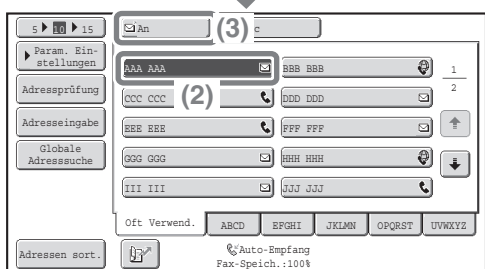 5 10 15
An
(3)
c
Param. Ein-
stellungen
AAA AAA
BBB BBB
1
2
Adressprüfung
CCC CCC
(2)
DDD DDD
Adresseingabe
EEE EEE
FFF FFF
Globale
Adresssuche
GGG GGG
HHH HHH
III III
JJJ JJJ
Oft Verwend.
ABCD
EFGHI
JKLMN
OPQRST
UVWXYZ
Adressen sort.
Auto-Empfang
Fax-Speich.:100%